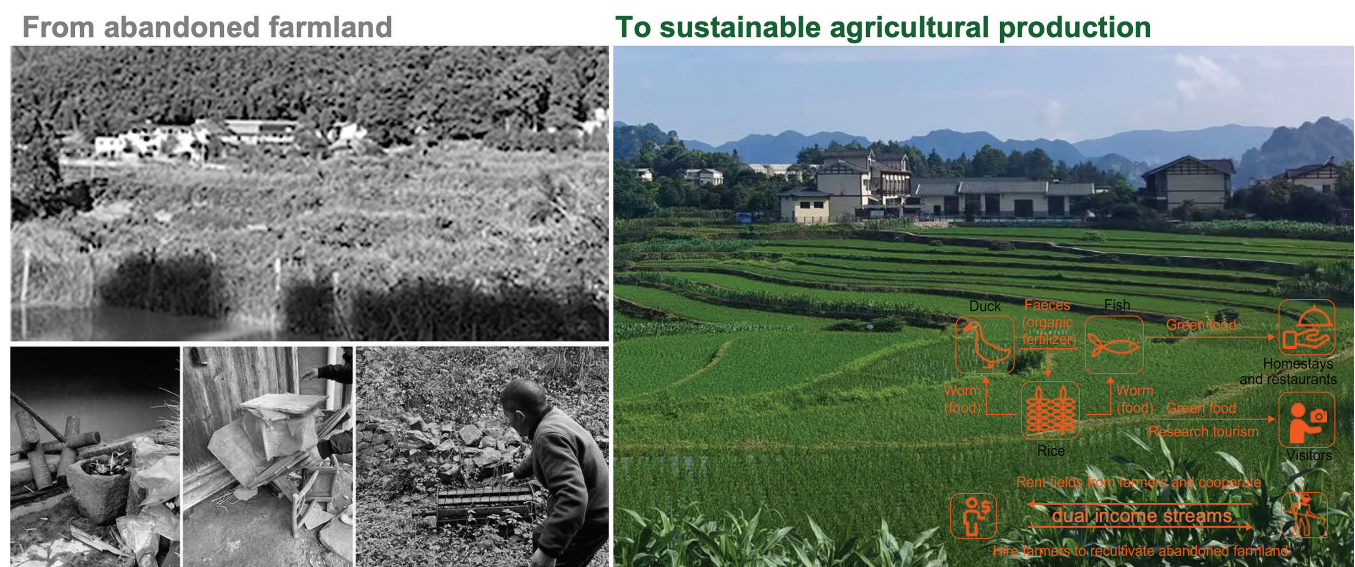 From abandoned farmland
To sustainable agricultural production
Duck
Faeces
(organic
fertilizer)
Fish
Green food
Homestays
and restaurants
Worm
(food)
Worm
(food)
Green food
Research tourism
Rice
Visitors
Rent fields from farmers and cooperate
dual income streams
Hire farmers to recultivate abandoned farmland